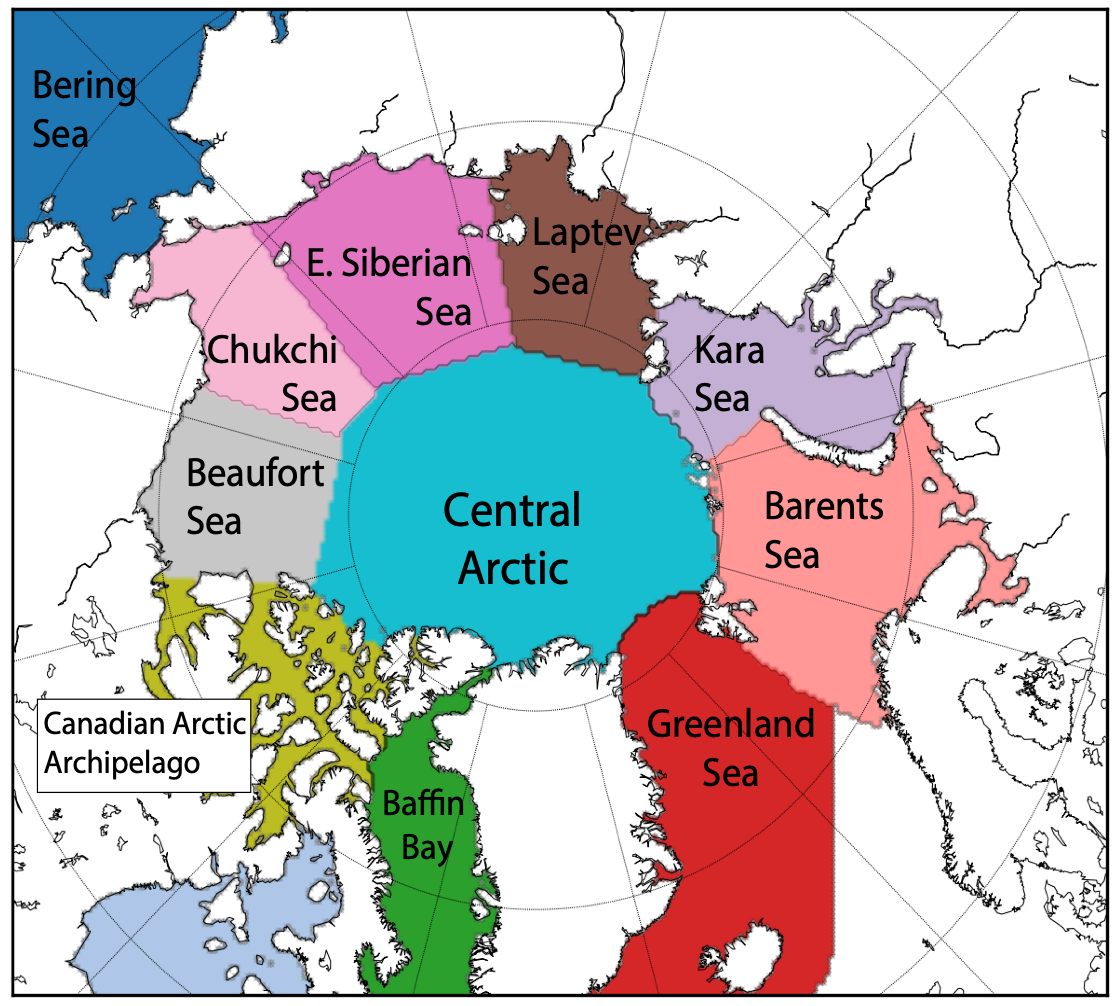 Bering
Sea
Laptev
Sea
E. Siberian
Sea
Chukchi
Sea
Kara
Sea
Beaufort
Sea
Central
Arctic
Barents
Sea
Canadian Arctic
Archipelago
Greenland
Sea
Baffin
Bay